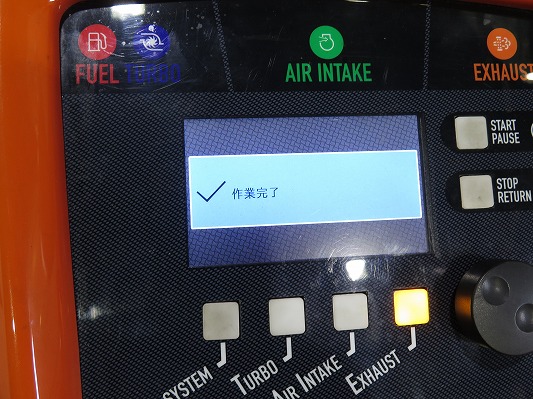 FUEL TURBO AIR INTAKE EXHAUST
START
PAUSE
作業完了
STOP
RETURN
SYSTEM TURBO AIR INTAKE EXHAUST